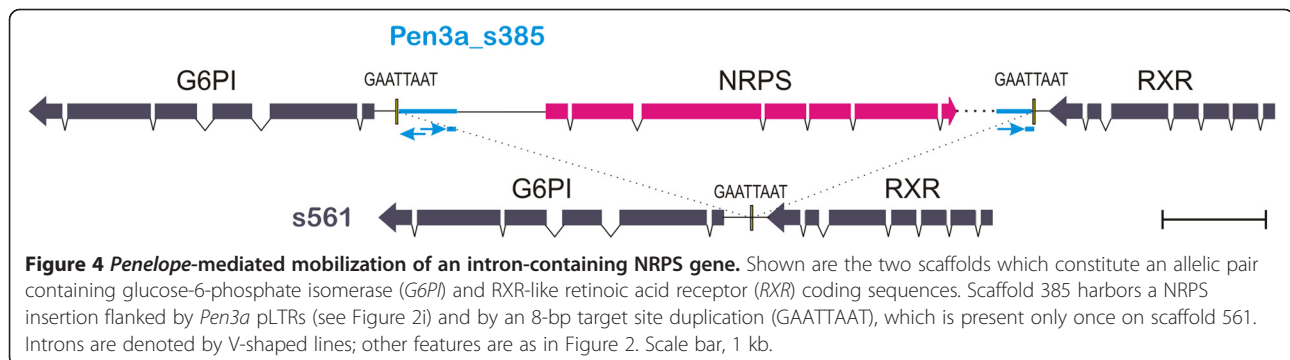 Pen3a_s385
G6PI GAATTAAT NRPS GAATTAAT RXR
G6PI GAATTAAT RXR
s561
Figure 4 Penelope-mediated mobilization of an intron-containing NRPS gene. Shown are the two scaffolds which constitute an allelic pair
containing glucose-6-phosphate isomerase (G6PI) and RXR-like retinoic acid receptor (RXR) coding sequences. Scaffold 385 harbors a NRPS
insertion flanked by Pen3a pLTRs (see Figure 2i) and by an 8-bp target site duplication (GAATTAAT), which is present only once on scaffold 561.
Introns are denoted by V-shaped lines; other features are as in Figure 2. Scale bar, 1 kb.